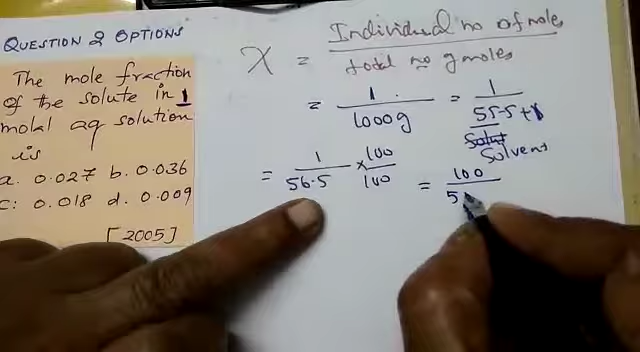 QUESTION 2 OPTIONS
The mole fraction
of the solute in 1
molal aq solution
is
a. 0.027 b. 0.036
c: 0.018 d. 0.009
[2005]
X = Individual no of mole / total no of moles
= 1 / 1000g = 1 / 55.5+1
Solvent
= 1 / 56.5 × 100 / 100
= 100 / 5